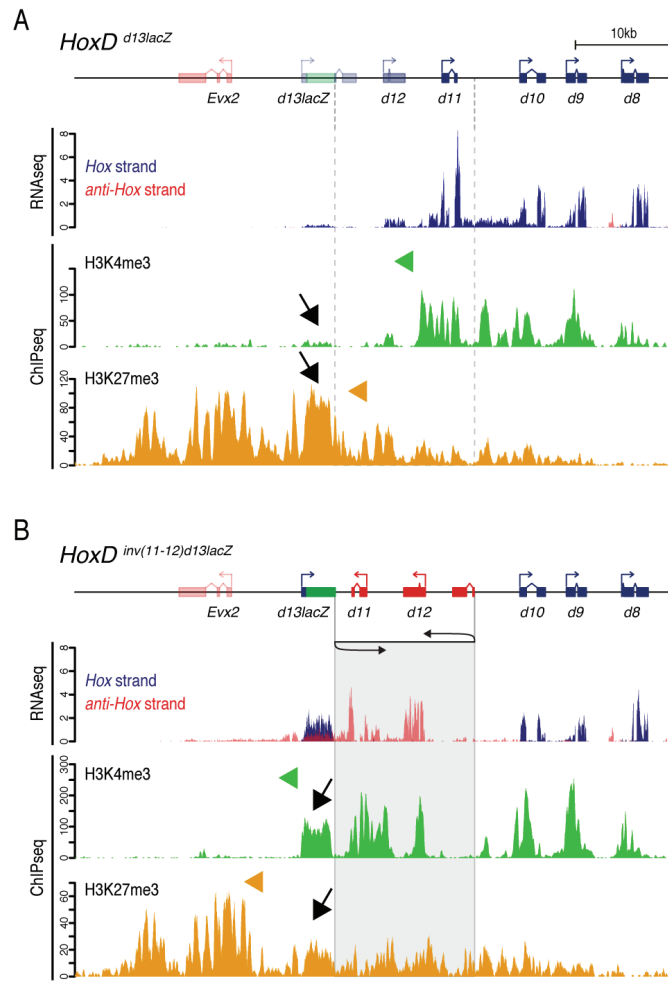 A
HoxD d13lacZ
10kb
Evx2 d13lacZ d12 d11 d10 d9 d8
RNAseq
8
6
4
2
0
Hox strand
anti-Hox strand
ChIPseq
H3K4me3
100
50
0
H3K27me3
120
80
40
0
B
HoxD inv(11-12)d13lacZ
Evx2 d13lacZ d11 d12 d10 d9 d8
RNAseq
8
6
4
2
0
Hox strand
anti-Hox strand
ChIPseq
H3K4me3
300
200
100
0
H3K27me3
60
40
20
0